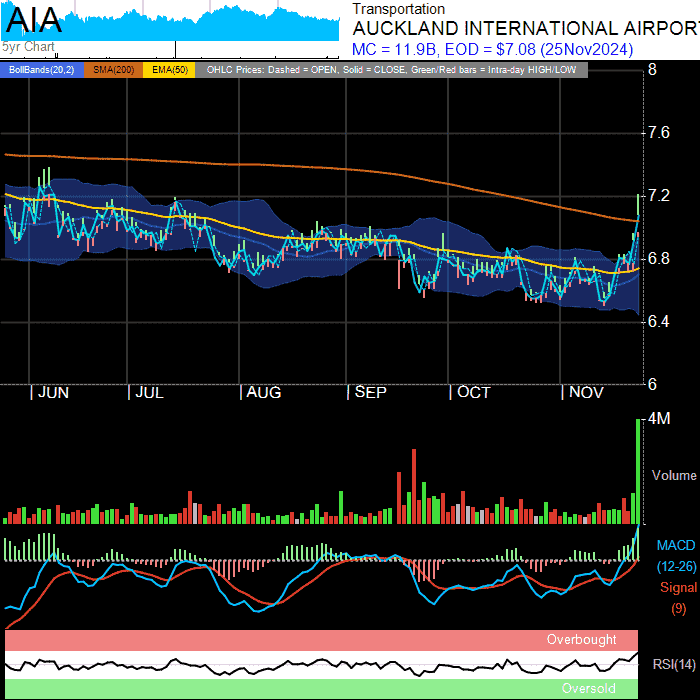 AIA
5yr Chart
Transportation
AUCKLAND INTERNATIONAL AIRPOR
MC = 11.9B, EOD = $7.08 (25Nov2024)
BollBands(20,2) SMA(200) EMA(50) OHLC Prices: Dashed = OPEN, Solid = CLOSE, Green/Red bars = Intra-day HIGH/LOW
8
7.6
7.2
6.8
6.4
6
| JUN | JUL | AUG | SEP | OCT | NOV
4M
Volume
MACD
(12-26)
Signal
(9)
Overbought
RSI(14)
Oversold